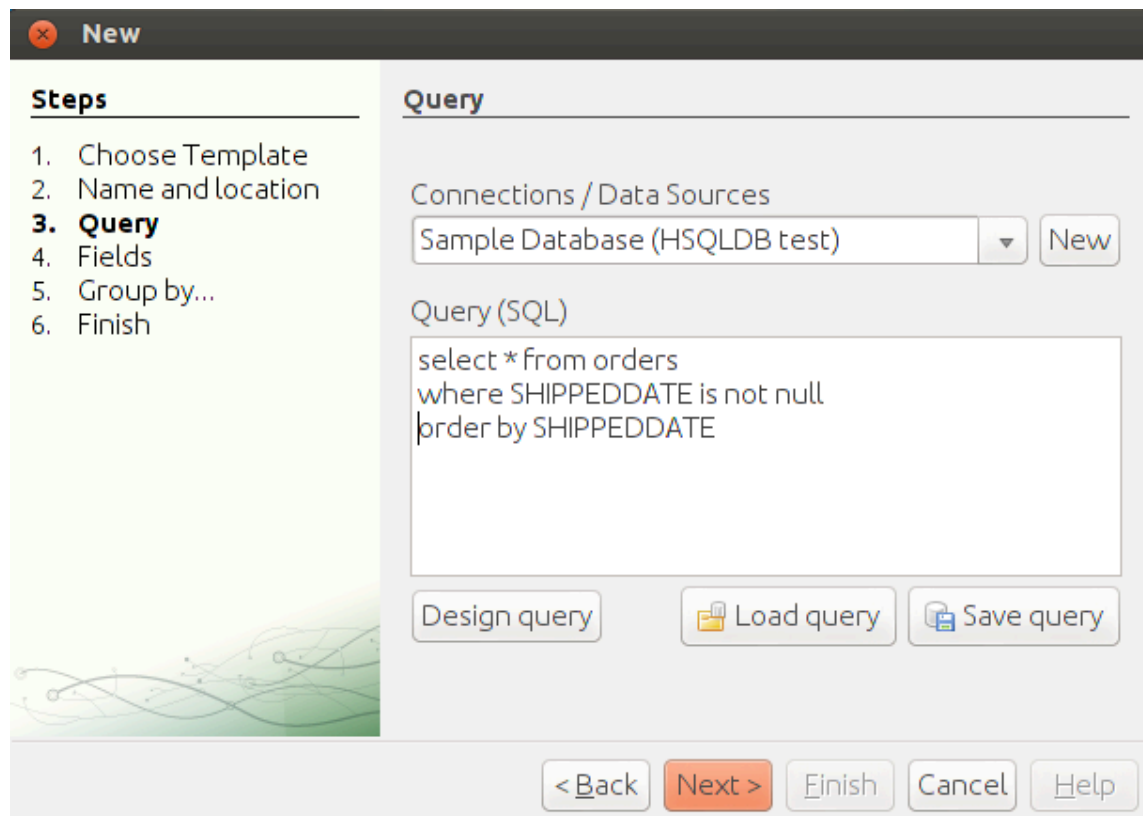 New
Steps
1. Choose Template
2. Name and location
3. Query
4. Fields
5. Group by...
6. Finish
Query
Connections / Data Sources
Sample Database (HSQLDB test)
New
Query (SQL)
select * from orders
where SHIPPEDDATE is not null
order by SHIPPEDDATE
Design query
Load query
Save query
< Back
Next >
Finish
Cancel
Help